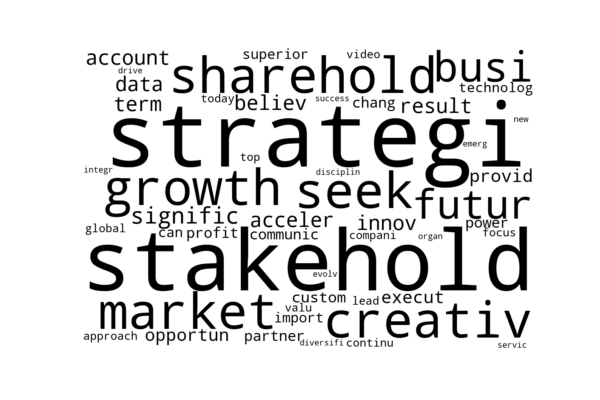 account superior video busi
drive sharehold
data technolog
term today believ success chang result new
strategi
top emerg
integr disciplin provid
growth seek futur
signific acceler innov power
global can profit communic compani organ focus
stakehold
evolv
market custom lead execut
valu
import creativ
approach opportun partner diversifi continu servic